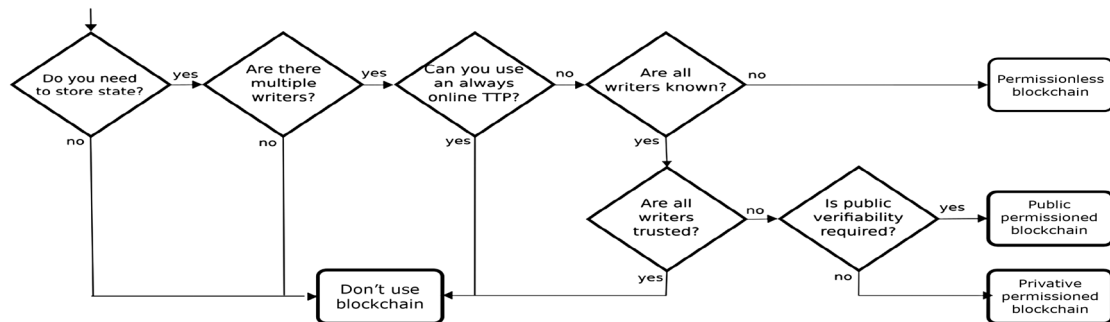 Do you need
to store state?
yes
no
Are there
multiple
writers?
yes
no
Can you use
an always
online TTP?
no
yes
Are all
writers known?
no
yes
Permissionless
blockchain
Are all
writers
trusted?
no
yes
Is public
verifiability
required?
yes
no
Public
permissioned
blockchain
Don't use
blockchain
Privative
permissioned
blockchain